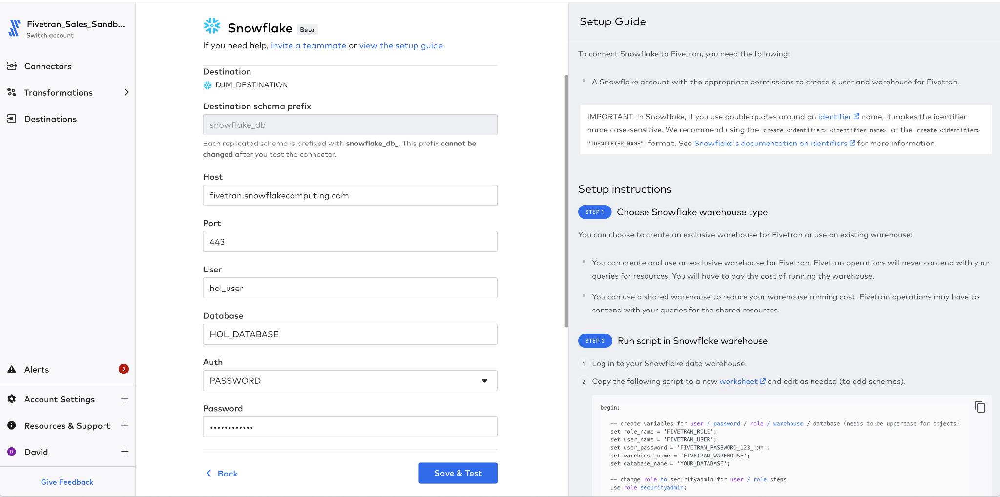 Fivetran_Sales_Sandb...
Switch account
Connectors
Transformations
Destinations
Alerts
2
Account Settings
Resources & Support
D
David
Give Feedback
Snowflake
Beta
If you need help, invite a teammate or view the setup guide.
Destination
DJM_DESTINATION
Destination schema prefix
snowflake_db
Each replicated schema is prefixed with snowflake_db_. This prefix cannot be
changed after you test the connector.
Host
fivetran.snowflakecomputing.com
Port
443
User
hol_user
Database
HOL_DATABASE
Auth
PASSWORD
Password
••••••••••••
Back
Save & Test
Setup Guide
To connect Snowflake to Fivetran, you need the following:
• A Snowflake account with the appropriate permissions to create a user and warehouse for Fivetran.
IMPORTANT: In Snowflake, if you use double quotes around an identifier name, it makes the identifier
name case-sensitive. We recommend using the create <identifier> <identifier_name> or the create <identifier>
"IDENTIFIER_NAME" format. See Snowflake's documentation on identifiers for more information.
Setup instructions
STEP 1 Choose Snowflake warehouse type
You can choose to create an exclusive warehouse for Fivetran or use an existing warehouse:
• You can create and use an exclusive warehouse for Fivetran. Fivetran operations will never contend with your
queries for resources. You will have to pay the cost of running the warehouse.
• You can use a shared warehouse to reduce your warehouse running cost. Fivetran operations may have to
contend with your queries for the shared resources.
STEP 2 Run script in Snowflake warehouse
1 Log in to your Snowflake data warehouse.
2 Copy the following script to a new worksheet and edit as needed (to add schemas).
begin;
-- create variables for user / password / role / warehouse / database (needs to be uppercase for objects)
set role_name = 'FIVETRAN_ROLE';
set user_name = 'FIVETRAN_USER';
set user_password = 'FIVETRAN_PASSWORD_123_!@#';
set warehouse_name = 'FIVETRAN_WAREHOUSE';
set database_name = 'YOUR_DATABASE';
-- change role to securityadmin for user / role steps
use role securityadmin;